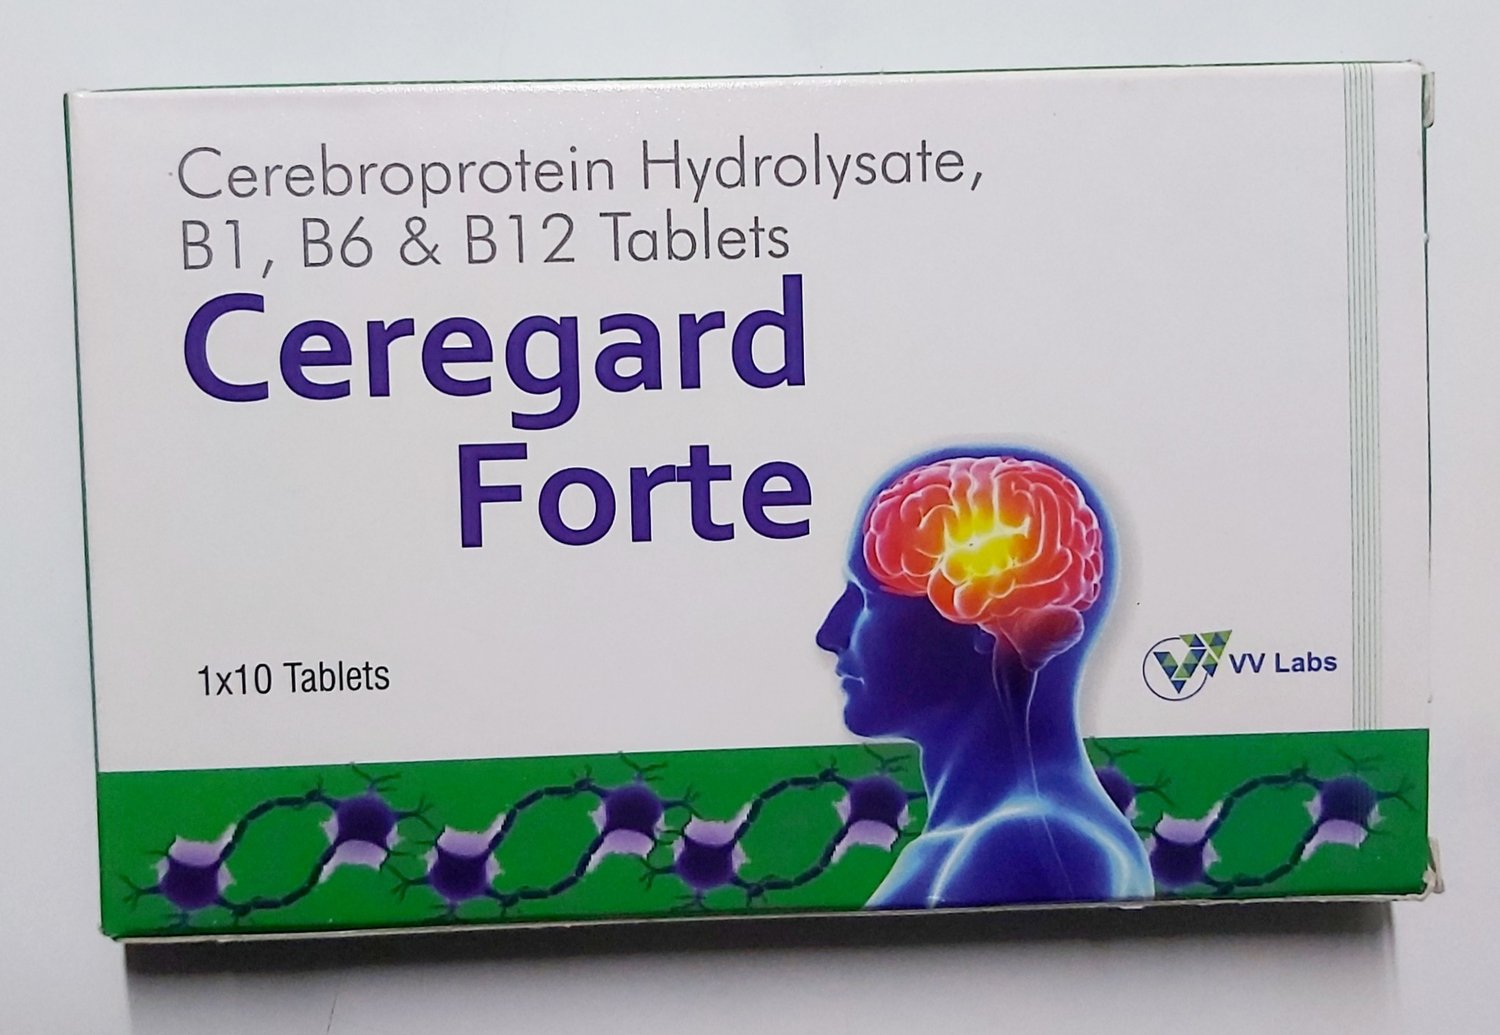 Cerebroprotein Hydrolysate,
B1, B6 & B12 Tablets
Ceregard
Forte
1x10 Tablets
VV Labs